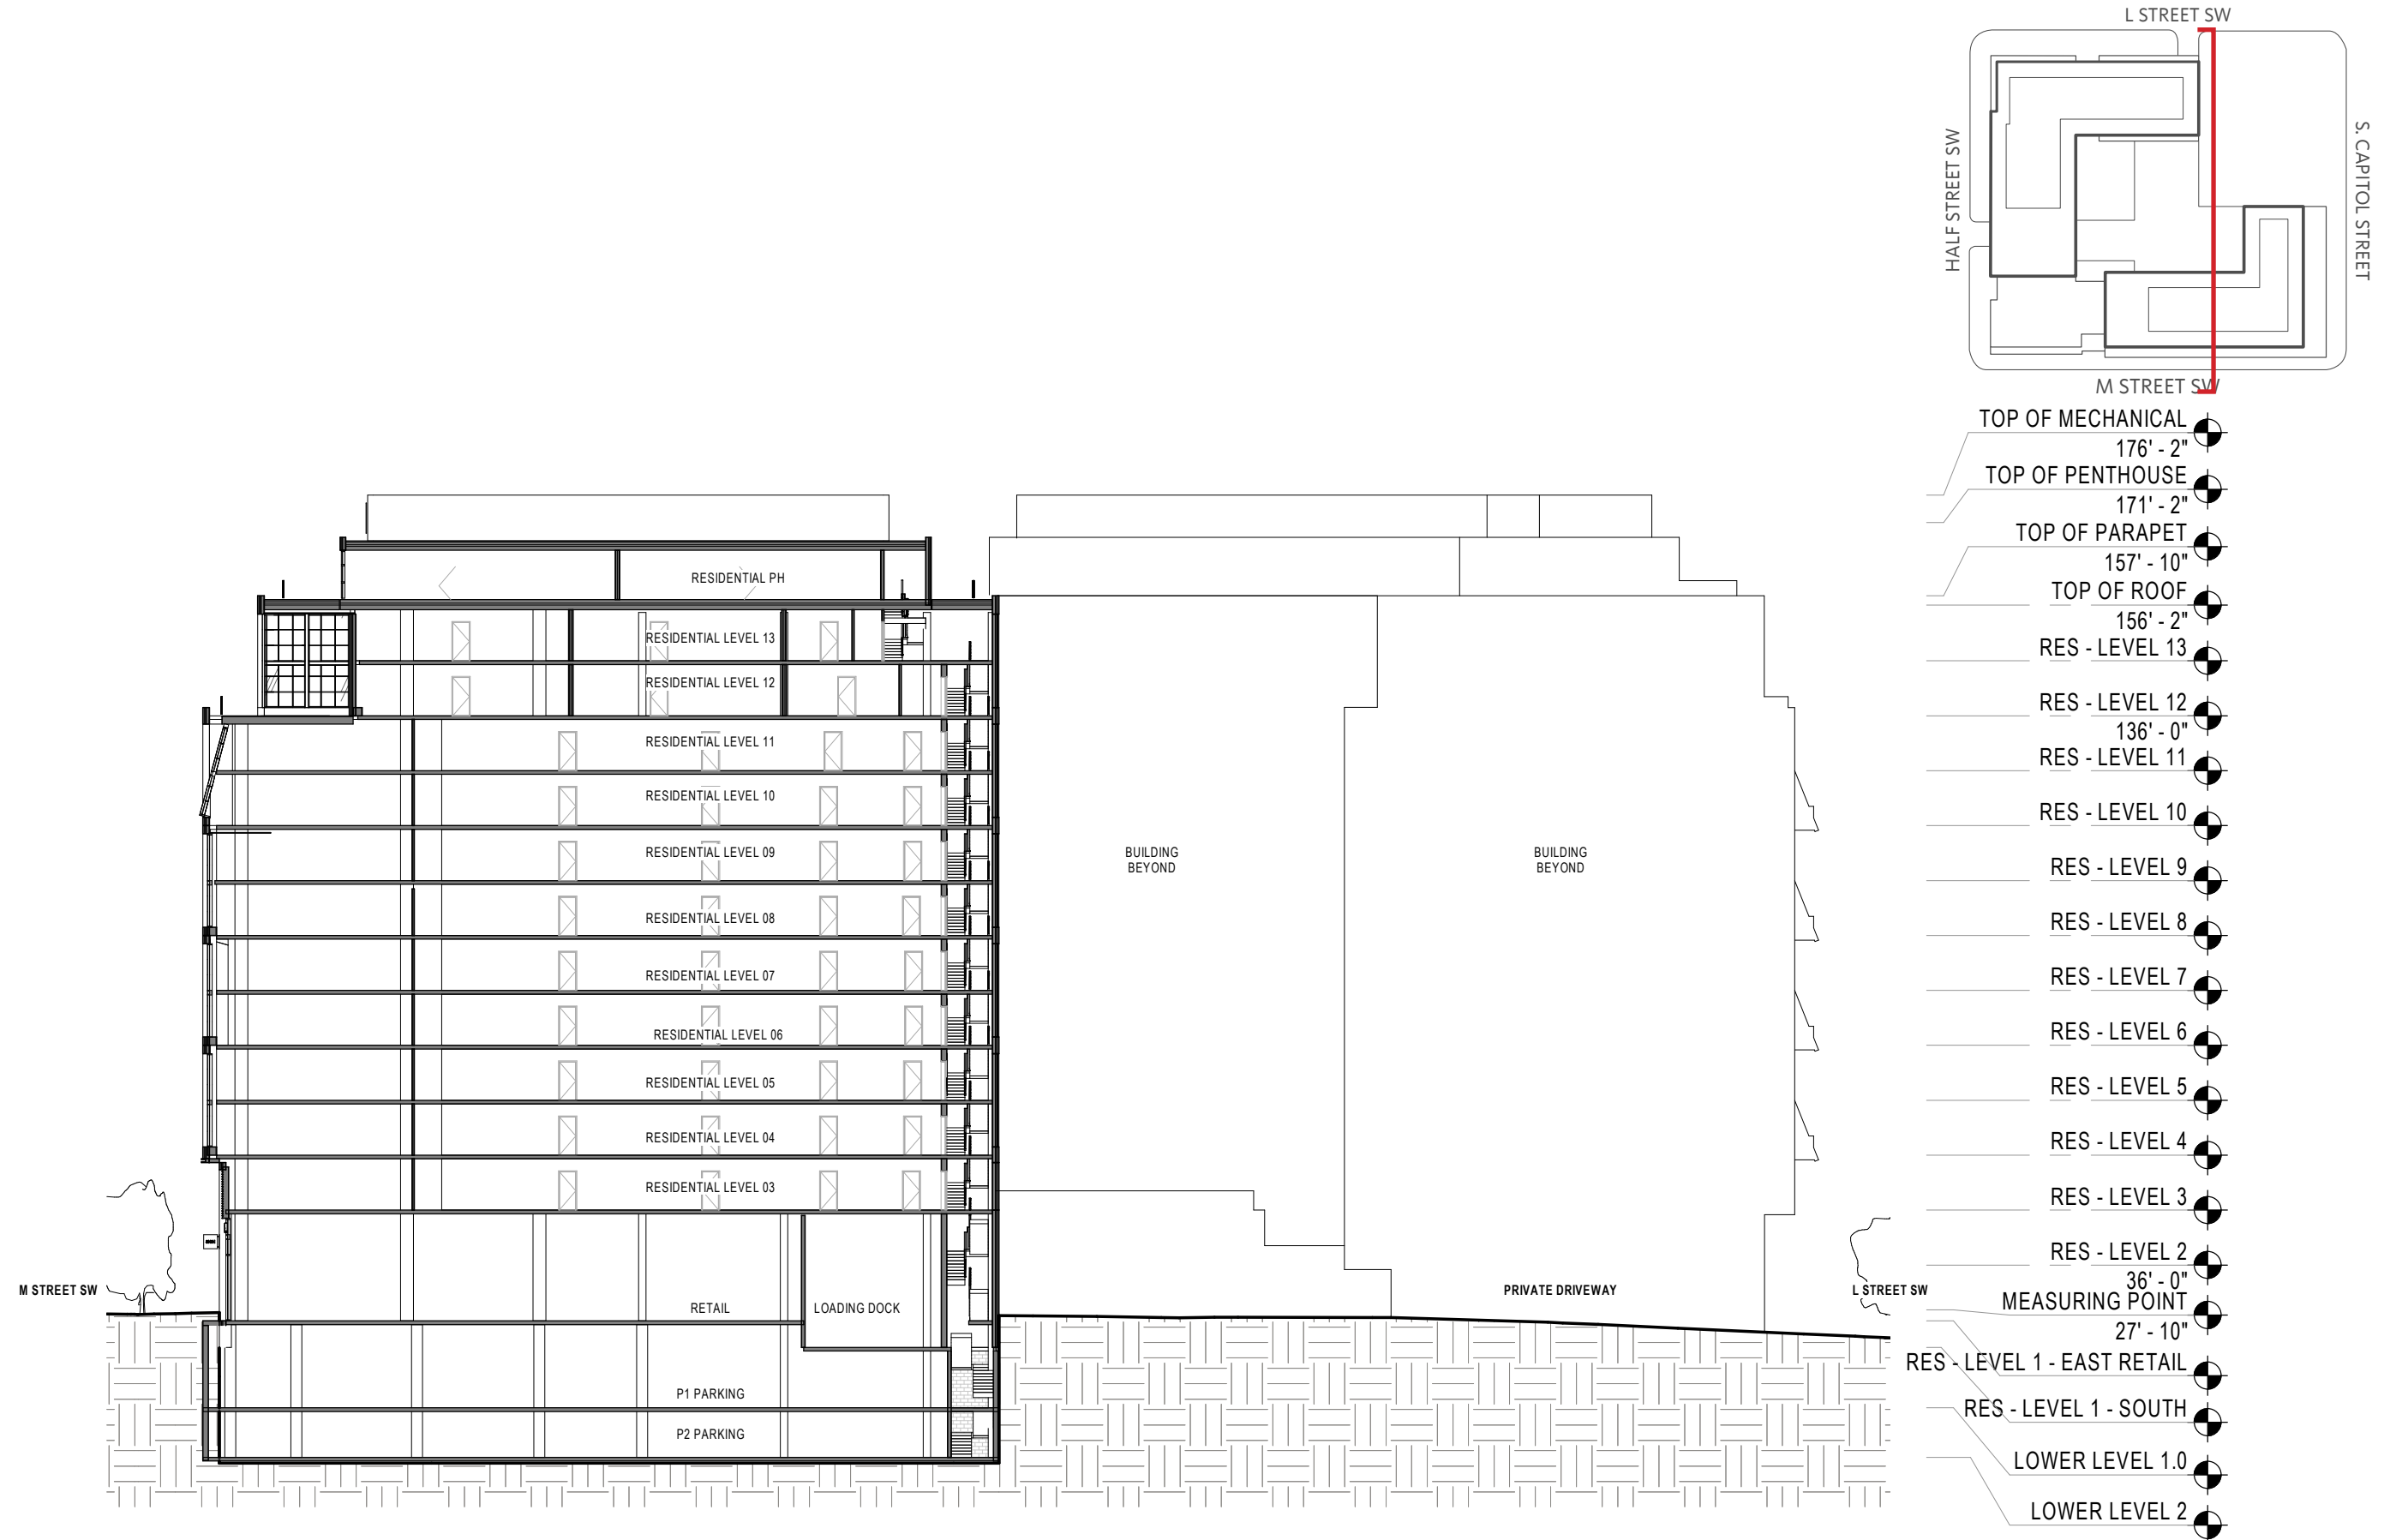 L STREET SW
HALF STREET SW
S. CAPITOL STREET
M STREET SW
TOP OF MECHANICAL
176' - 2"
TOP OF PENTHOUSE
171' - 2"
TOP OF PARAPET
157' - 10"
TOP OF ROOF
156' - 2"
RES - LEVEL 13
RES - LEVEL 12
136' - 0"
RES - LEVEL 11
RES - LEVEL 10
RES - LEVEL 9
RES - LEVEL 8
RES - LEVEL 7
RES - LEVEL 6
RES - LEVEL 5
RES - LEVEL 4
RES - LEVEL 3
RES - LEVEL 2
36' - 0"
MEASURING POINT
27' - 10"
RES - LEVEL 1 - EAST RETAIL
RES - LEVEL 1 - SOUTH
LOWER LEVEL 1.0
LOWER LEVEL 2
RESIDENTIAL PH
RESIDENTIAL LEVEL 13
RESIDENTIAL LEVEL 12
RESIDENTIAL LEVEL 11
RESIDENTIAL LEVEL 10
RESIDENTIAL LEVEL 09
RESIDENTIAL LEVEL 08
RESIDENTIAL LEVEL 07
RESIDENTIAL LEVEL 06
RESIDENTIAL LEVEL 05
RESIDENTIAL LEVEL 04
RESIDENTIAL LEVEL 03
RETAIL
LOADING DOCK
P1 PARKING
P2 PARKING
M STREET SW
BUILDING
BEYOND
BUILDING
BEYOND
PRIVATE DRIVEWAY
L STREET SW